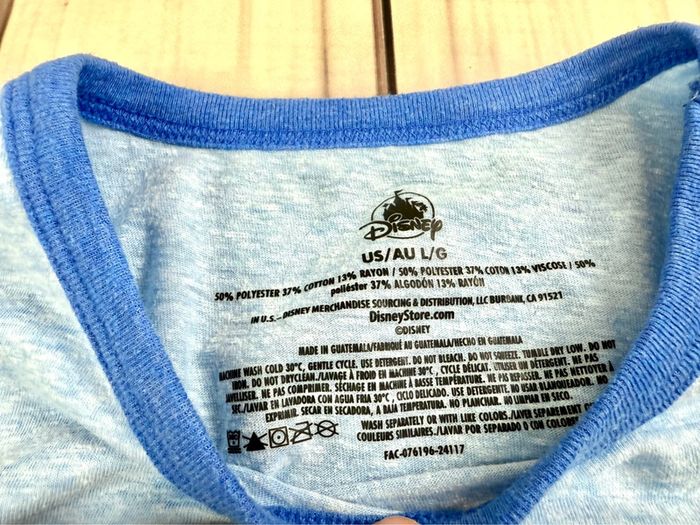 Disney
US/AU L/G
50% POLYESTER 37% COTTON 13% RAYON / 50% POLYESTER 37% COTON 13% VISCOSE / 50%
poliéster 37% ALGODÓN 13% RAYÓN
IN U.S.–DISNEY MERCHANDISE SOURCING & DISTRIBUTION, LLC BURBANK, CA 91521
DisneyStore.com
©DISNEY
MADE IN GUATEMALA/FABRIQUÉ AU GUATEMALA/HECHO EN GUATEMALA
MACHINE WASH COLD 30°C, GENTLE CYCLE. USE DETERGENT. DO NOT BLEACH. DO NOT SQUEEZE. TUMBLE DRY LOW. DO NOT
IRON. DO NOT DRYCLEAN./LAVAGE À FROID EN MACHINE 30°C, CYCLE DÉLICAT. UTILISER UN DÉTERGENT. NE PAS
JAVELLISER. NE PAS COMPRIMER. SÉCHAGE EN MACHINE À BASSE TEMPÉRATURE. NE PAS REPASSER. NE PAS NETTOYER À
SEC./LAVAR EN LAVADORA CON AGUA FRIA 30°C, CICLO DELICADO. USE DETERGENTE. NO USAR BLANQUEADOR. NO
EXPRIMIR. SECAR EN SECADORA, A BAJA TEMPERATURA. NO PLANCHAR. NO LIMPIAR EN SECO.
WASH SEPARATELY OR WITH LIKE COLORS./LAVER SEPAREMENT
COULEURS SIMILAIRES./LAVAR POR SEPARADO O CON COLORES
FAC-076196-24117